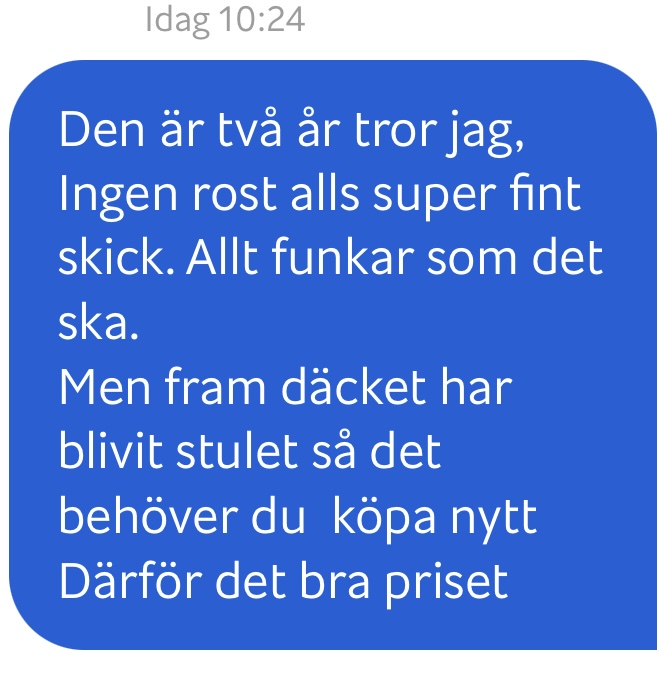 Idag 10:24
Den är två år tror jag,
Ingen rost alls super fint
skick. Allt funkar som det
ska.
Men fram däcket har
blivit stulet så det
behöver du  köpa nytt
Därför det bra priset